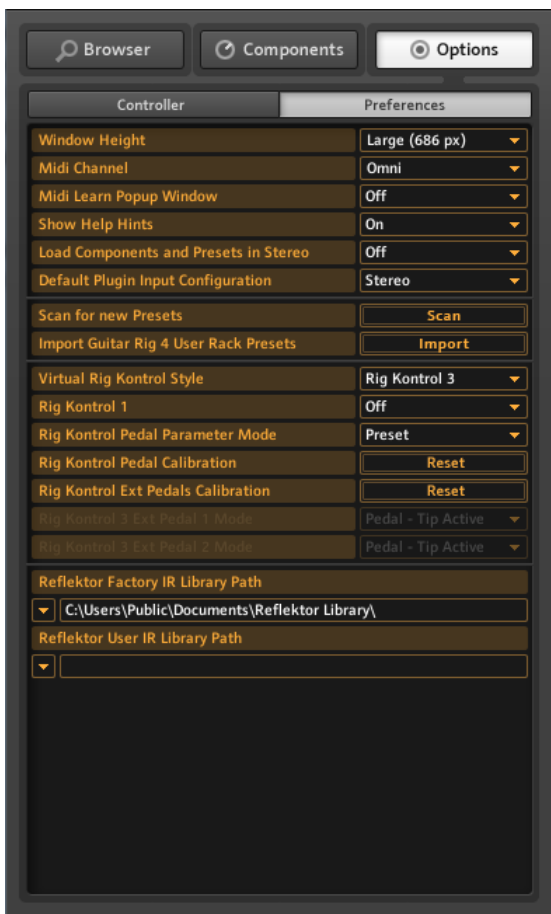 Browser Components Options
Controller Preferences
Window Height Large (686 px)
Midi Channel Omni
Midi Learn Popup Window Off
Show Help Hints On
Load Components and Presets in Stereo Off
Default Plugin Input Configuration Stereo
Scan for new Presets Scan
Import Guitar Rig 4 User Rack Presets Import
Virtual Rig Kontrol Style Rig Kontrol 3
Rig Kontrol 1 Off
Rig Kontrol Pedal Parameter Mode Preset
Rig Kontrol Pedal Calibration Reset
Rig Kontrol Ext Pedals Calibration Reset
Rig Kontrol 3 Ext Pedal 1 Mode Pedal - Tip Active
Rig Kontrol 3 Ext Pedal 2 Mode Pedal - Tip Active
Reflektor Factory IR Library Path
C:\Users\Public\Documents\Reflektor Library\
Reflektor User IR Library Path